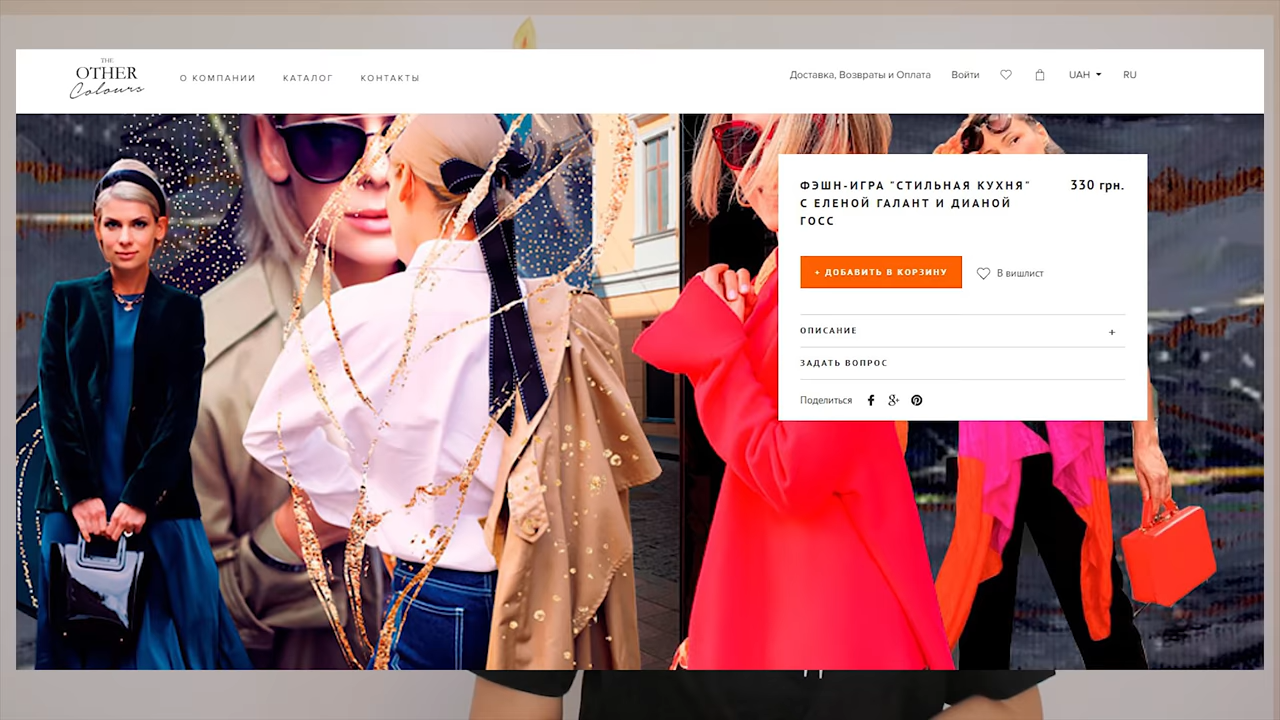 THE
OTHER
Colours
О КОМПАНИИ
КАТАЛОГ
КОНТАКТЫ
Доставка, Возвраты и Оплата
Войти
UAH
RU
ФЭШН-ИГРА "СТИЛЬНАЯ КУХНЯ"
С ЕЛЕНОЙ ГАЛАНТ И ДИАНОЙ
ГОСС
330 грн.
+ ДОБАВИТЬ В КОРЗИНУ
В вишлист
ОПИСАНИЕ
+
ЗАДАТЬ ВОПРОС
Поделиться